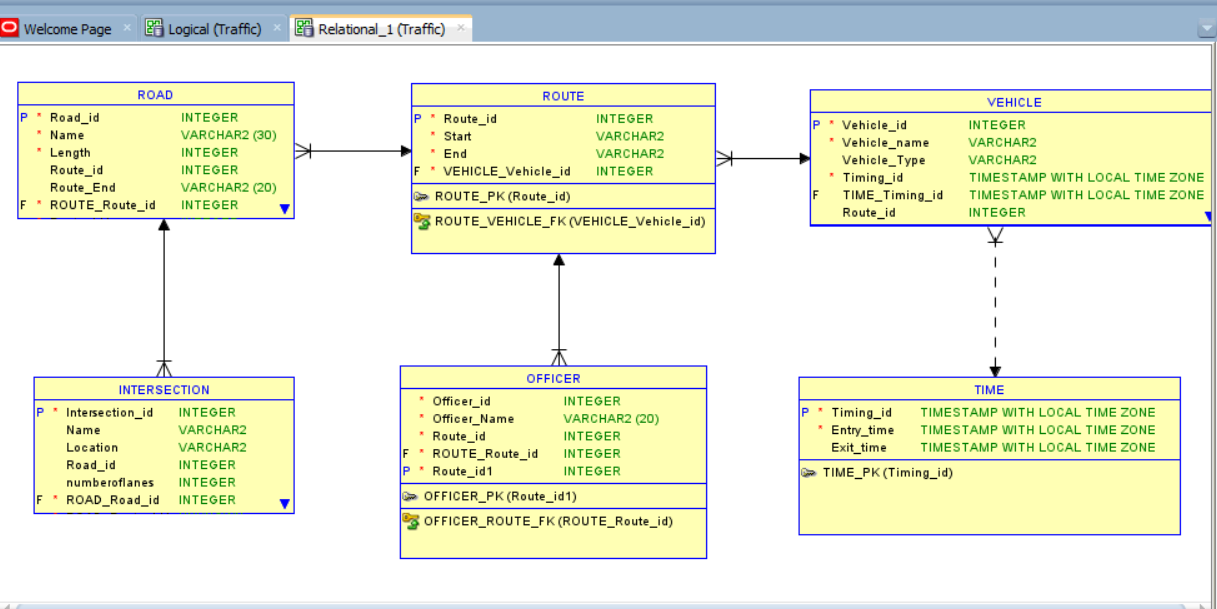 Welcome Page
Logical (Traffic)
Relational_1 (Traffic)
ROAD
P * Road_id INTEGER
* Name VARCHAR2 (30)
* Length INTEGER
Route_id INTEGER
Route_End VARCHAR2 (20)
F * ROUTE_Route_id INTEGER
ROUTE
P * Route_id INTEGER
* Start VARCHAR2
* End VARCHAR2
F * VEHICLE_Vehicle_id INTEGER
ROUTE_PK (Route_id)
ROUTE_VEHICLE_FK (VEHICLE_Vehicle_id)
VEHICLE
P * Vehicle_id INTEGER
* Vehicle_name VARCHAR2
Vehicle_Type VARCHAR2
* Timing_id TIMESTAMP WITH LOCAL TIME ZONE
F TIME_Timing_id TIMESTAMP WITH LOCAL TIME ZONE
Route_id INTEGER
INTERSECTION
P * Intersection_id INTEGER
Name VARCHAR2
Location VARCHAR2
Road_id INTEGER
numberoflanes INTEGER
F * ROAD_Road_id INTEGER
OFFICER
* Officer_id INTEGER
* Officer_Name VARCHAR2 (20)
* Route_id INTEGER
F * ROUTE_Route_id INTEGER
P * Route_id1 INTEGER
OFFICER_PK (Route_id1)
OFFICER_ROUTE_FK (ROUTE_Route_id)
TIME
P * Timing_id TIMESTAMP WITH LOCAL TIME ZONE
* Entry_time TIMESTAMP WITH LOCAL TIME ZONE
Exit_time TIMESTAMP WITH LOCAL TIME ZONE
TIME_PK (Timing_id)